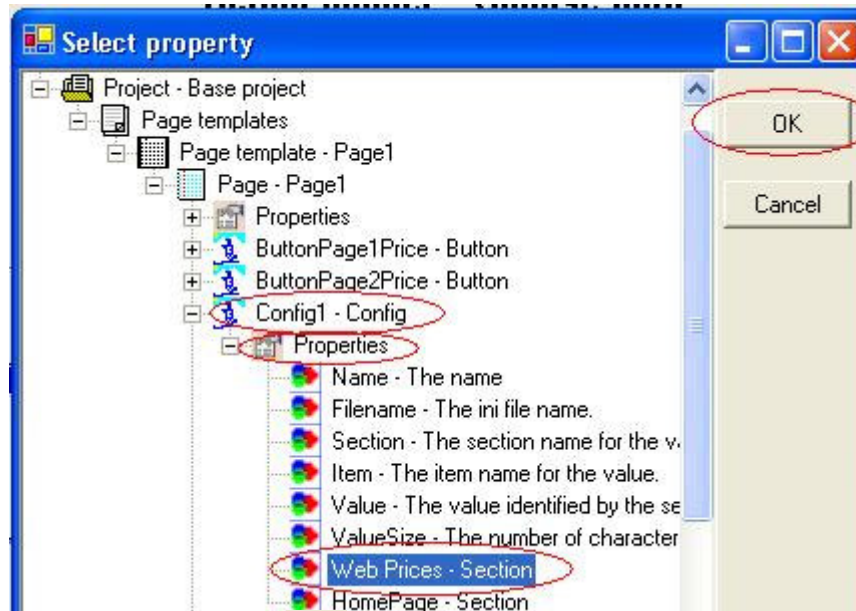 Select property
Project - Base project
Page templates
Page template - Page1
Page - Page1
Properties
ButtonPage1Price - Button
ButtonPage2Price - Button
Config1 - Config
Properties
Name - The name
Filename - The ini file name.
Section - The section name for the
Item - The item name for the value.
Value - The value identified by the se
ValueSize - The number of character
Web Prices - Section
HomePage - Section
OK
Cancel